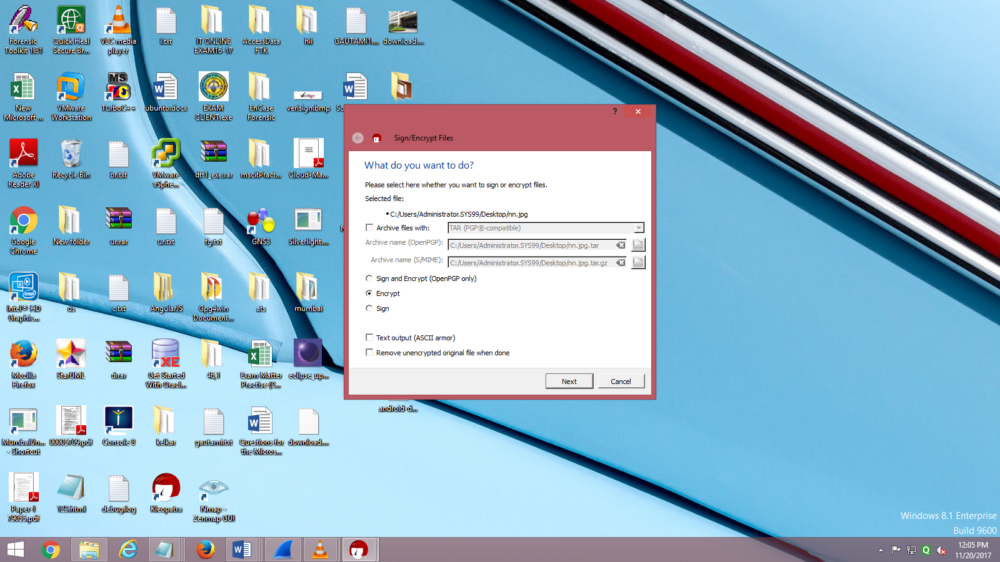 Forensic
Toolkit 1.81
Quick Heal
Secure Br...
VLC media
player
l.txt
IT ONLINE
EXAM16-17
AccessData
FTK
hii
GAUTAMI1....
download....
New
Microsoft ...
VMware
Workstation
MS
TurboC++
ubunto.docx
EXAM
CLIENT.exe
EnCase
Forensic
VeriSign
verisign.bmp
Adobe
Reader XI
Recycle Bin
br.txt
VMware
vSphe...
dtt1_exe.rar
mscitPract...
Cloud-Ma...
Google
Chrome
New folder
ur.rar
ur.txt
fg.txt
GNS3
Silverlight....
intel
Intel® HD
Graphic...
ds
c.txt
AngularJS
Gpg4win
Document...
ats
mumbai
Mozilla
Firefox
StarUML
d.rar
XE
Get Started
With Oracl...
46,1
Exam Matter
Practise (2...
eclipse_up...
android-d...
MumbaiUn...
- Shortcut
00005709.pdf
Console 8
kelkar
gautami.txt
Questions for
the Micros...
download....
Paper-I
79055.pdf
123.html
debug.log
Kleopatra
Nmap -
Zenmap GUI
?
Sign/Encrypt Files
What do you want to do?
Please select here whether you want to sign or encrypt files.
Selected file:
•C:/Users/Administrator.SYS99/Desktop/nn.jpg
Archive files with: TAR (PGP®-compatible)
Archive name (OpenPGP): C:/Users/Administrator.SYS99/Desktop/nn.jpg.tar
Archive name (S/MIME): C:/Users/Administrator.SYS99/Desktop/nn.jpg.tar.gz
Sign and Encrypt (OpenPGP only)
Encrypt
Sign
Text output (ASCII armor)
Remove unencrypted original file when done
Next Cancel
Windows 8.1 Enterprise
Build 9600
12:05 PM
11/20/2017